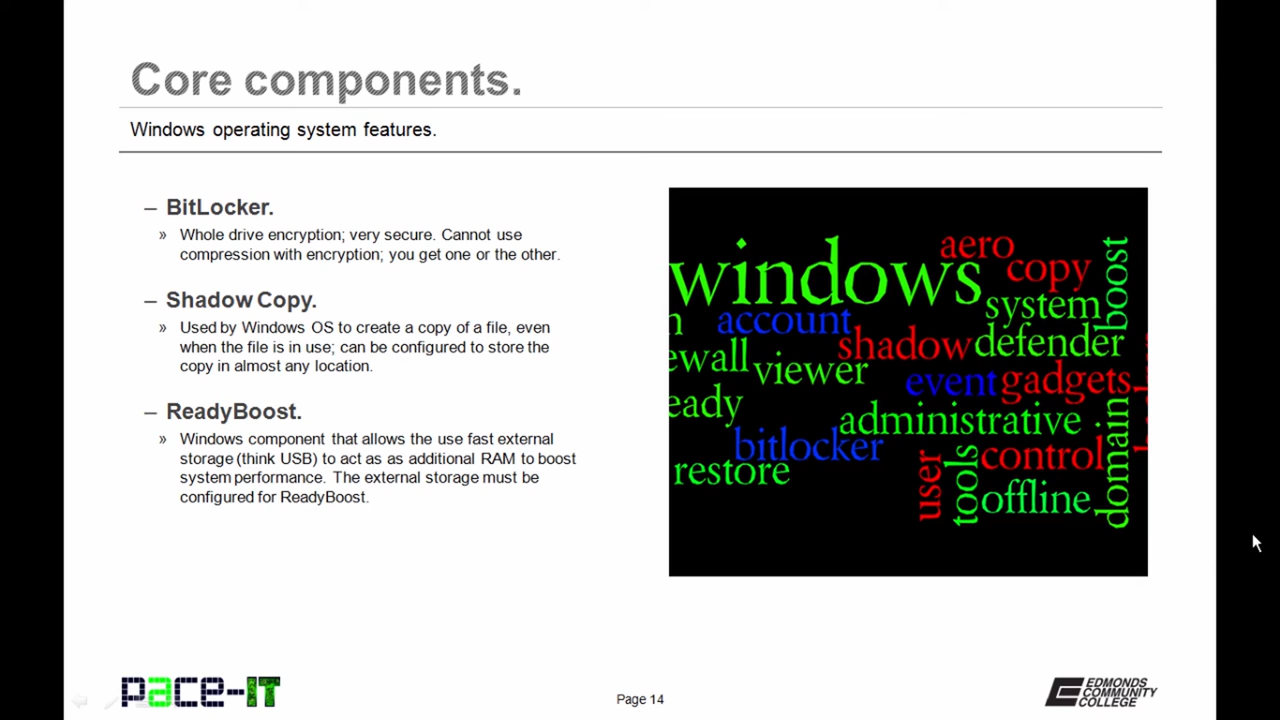 Core components.
Windows operating system features.
– BitLocker.
» Whole drive encryption; very secure. Cannot use
compression with encryption; you get one or the other.
– Shadow Copy.
» Used by Windows OS to create a copy of a file, even
when the file is in use; can be configured to store the
copy in almost any location.
– ReadyBoost.
» Windows component that allows the use fast external
storage (think USB) to act as as additional RAM to boost
system performance. The external storage must be
configured for ReadyBoost.
windows
aero
copy
boost
system
account
shadow
defender
ewall
viewer
event
gadgets
eady
administrative
bitlocker
domain
restore
user
tools
control
offline
pace-IT
Page 14
EDMONDS
COMMUNITY
COLLEGE